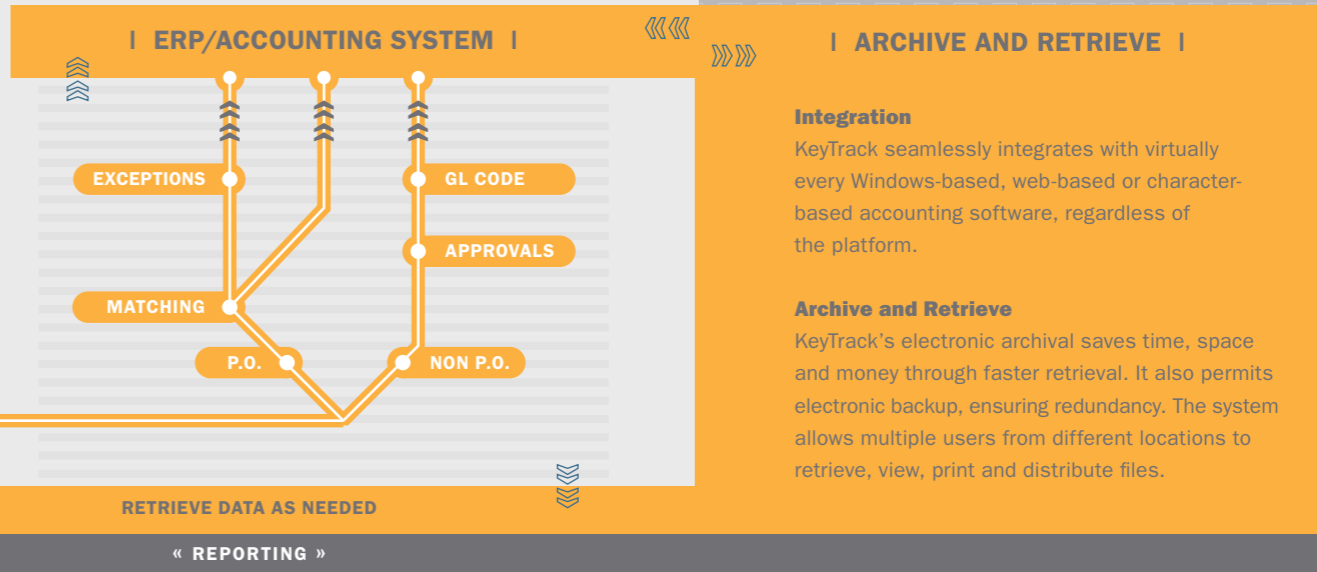 | ERP/ACCOUNTING SYSTEM |
EXCEPTIONS
GL CODE
APPROVALS
MATCHING
P.O.
NON P.O.
RETRIEVE DATA AS NEEDED
« REPORTING »
| ARCHIVE AND RETRIEVE |
Integration
KeyTrack seamlessly integrates with virtually
every Windows-based, web-based or character-
based accounting software, regardless of
the platform.
Archive and Retrieve
KeyTrack’s electronic archival saves time, space
and money through faster retrieval. It also permits
electronic backup, ensuring redundancy. The system
allows multiple users from different locations to
retrieve, view, print and distribute files.